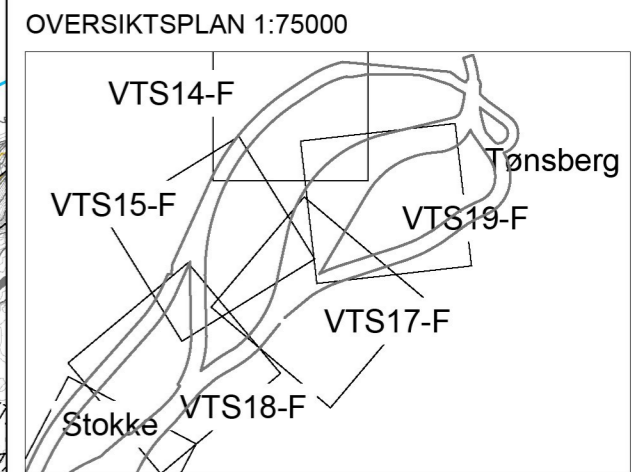 OVERSIKTSPLAN 1:75000
VTS14-F
Tønsberg
VTS15-F
VTS19-F
VTS17-F
VTS18-F
Stokke